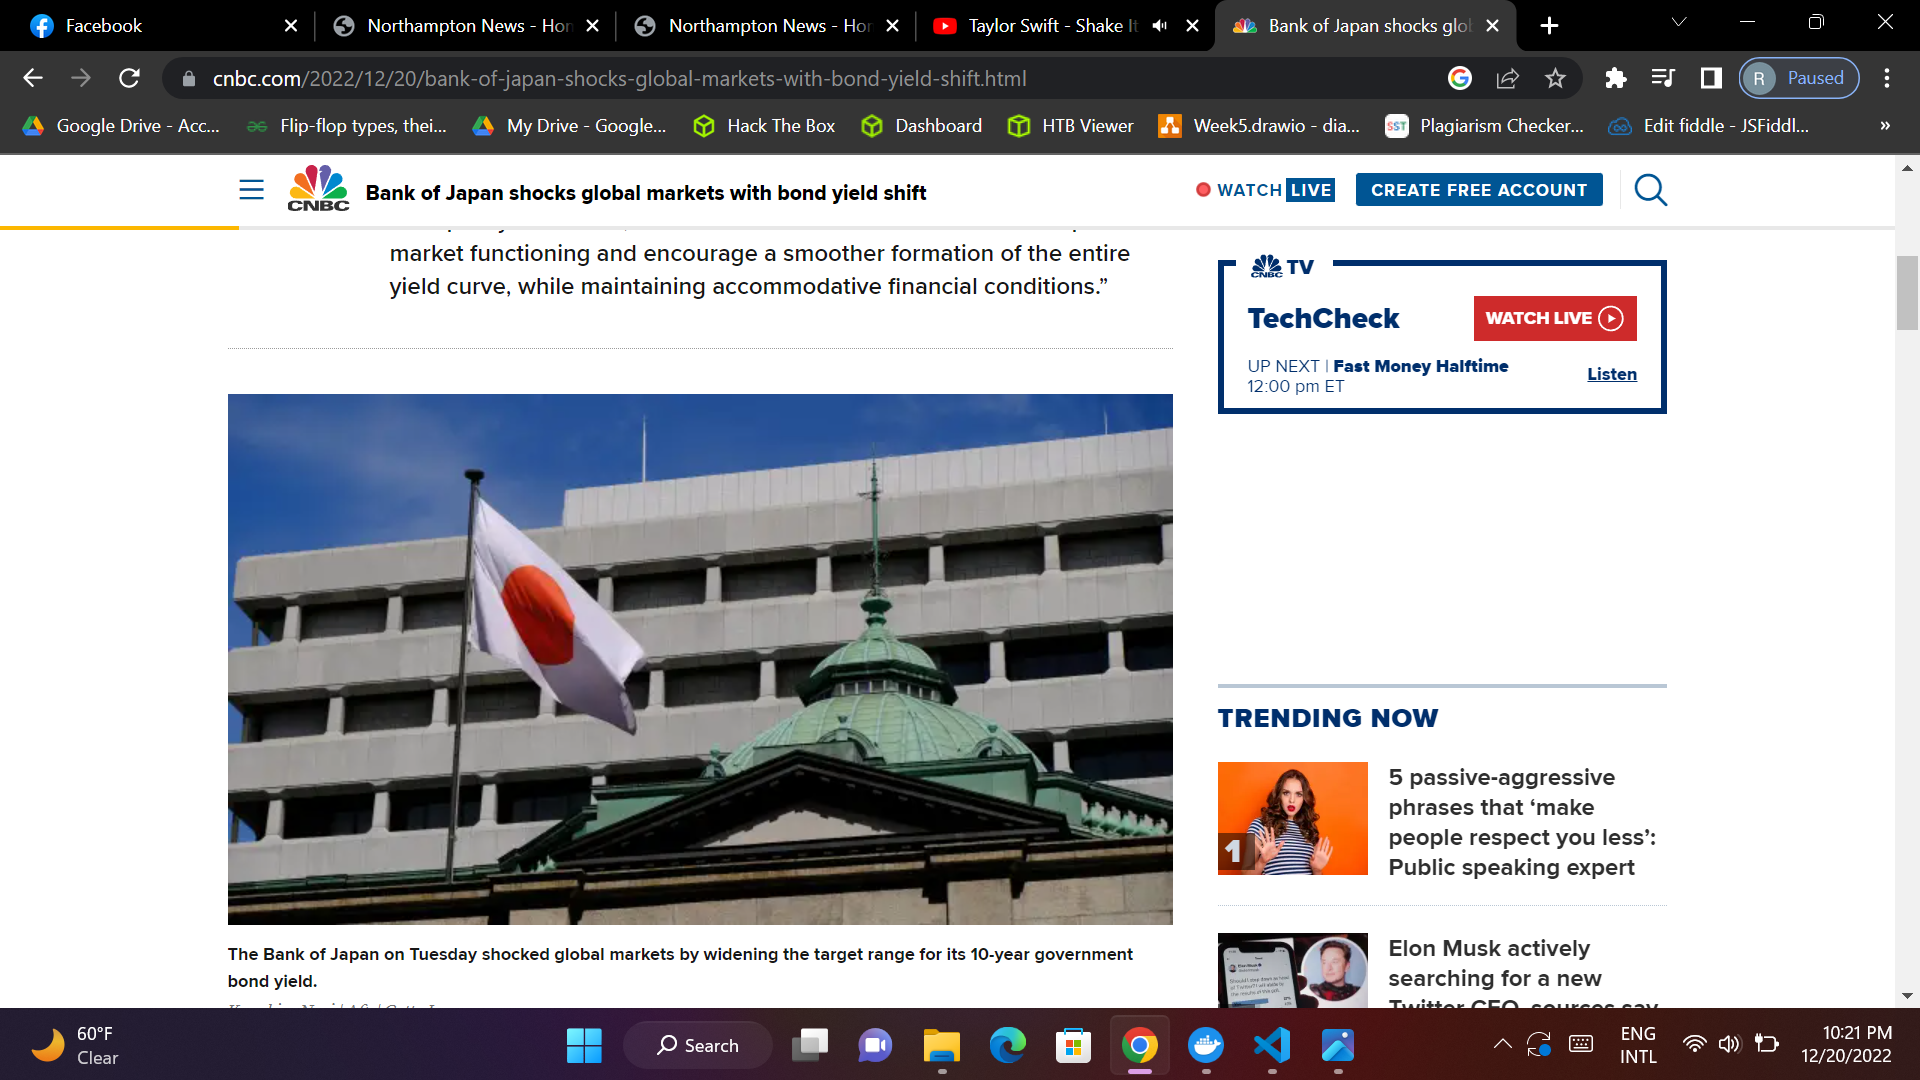 Facebook
Northampton News - Hon
Northampton News - Hon
Taylor Swift - Shake It
Bank of Japan shocks glob
cnbc.com/2022/12/20/bank-of-japan-shocks-global-markets-with-bond-yield-shift.html
R Paused
Google Drive - Acc...
Flip-flop types, thei...
My Drive - Google...
Hack The Box
Dashboard
HTB Viewer
Week5.drawio - dia...
SST
Plagiarism Checker...
Edit fiddle - JSFiddl...
»
CNBC
Bank of Japan shocks global markets with bond yield shift
WATCH LIVE
CREATE FREE ACCOUNT
market functioning and encourage a smoother formation of the entire
yield curve, while maintaining accommodative financial conditions.”
CNBC TV
TechCheck
WATCH LIVE
UP NEXT | Fast Money Halftime
12:00 pm ET
Listen
The Bank of Japan on Tuesday shocked global markets by widening the target range for its 10-year government
bond yield.
TRENDING NOW
1
5 passive-aggressive
phrases that ‘make
people respect you less’:
Public speaking expert
Elon Musk actively
searching for a new
Twitter CEO, sources say
60°F
Clear
Search
ENG
INTL
10:21 PM
12/20/2022